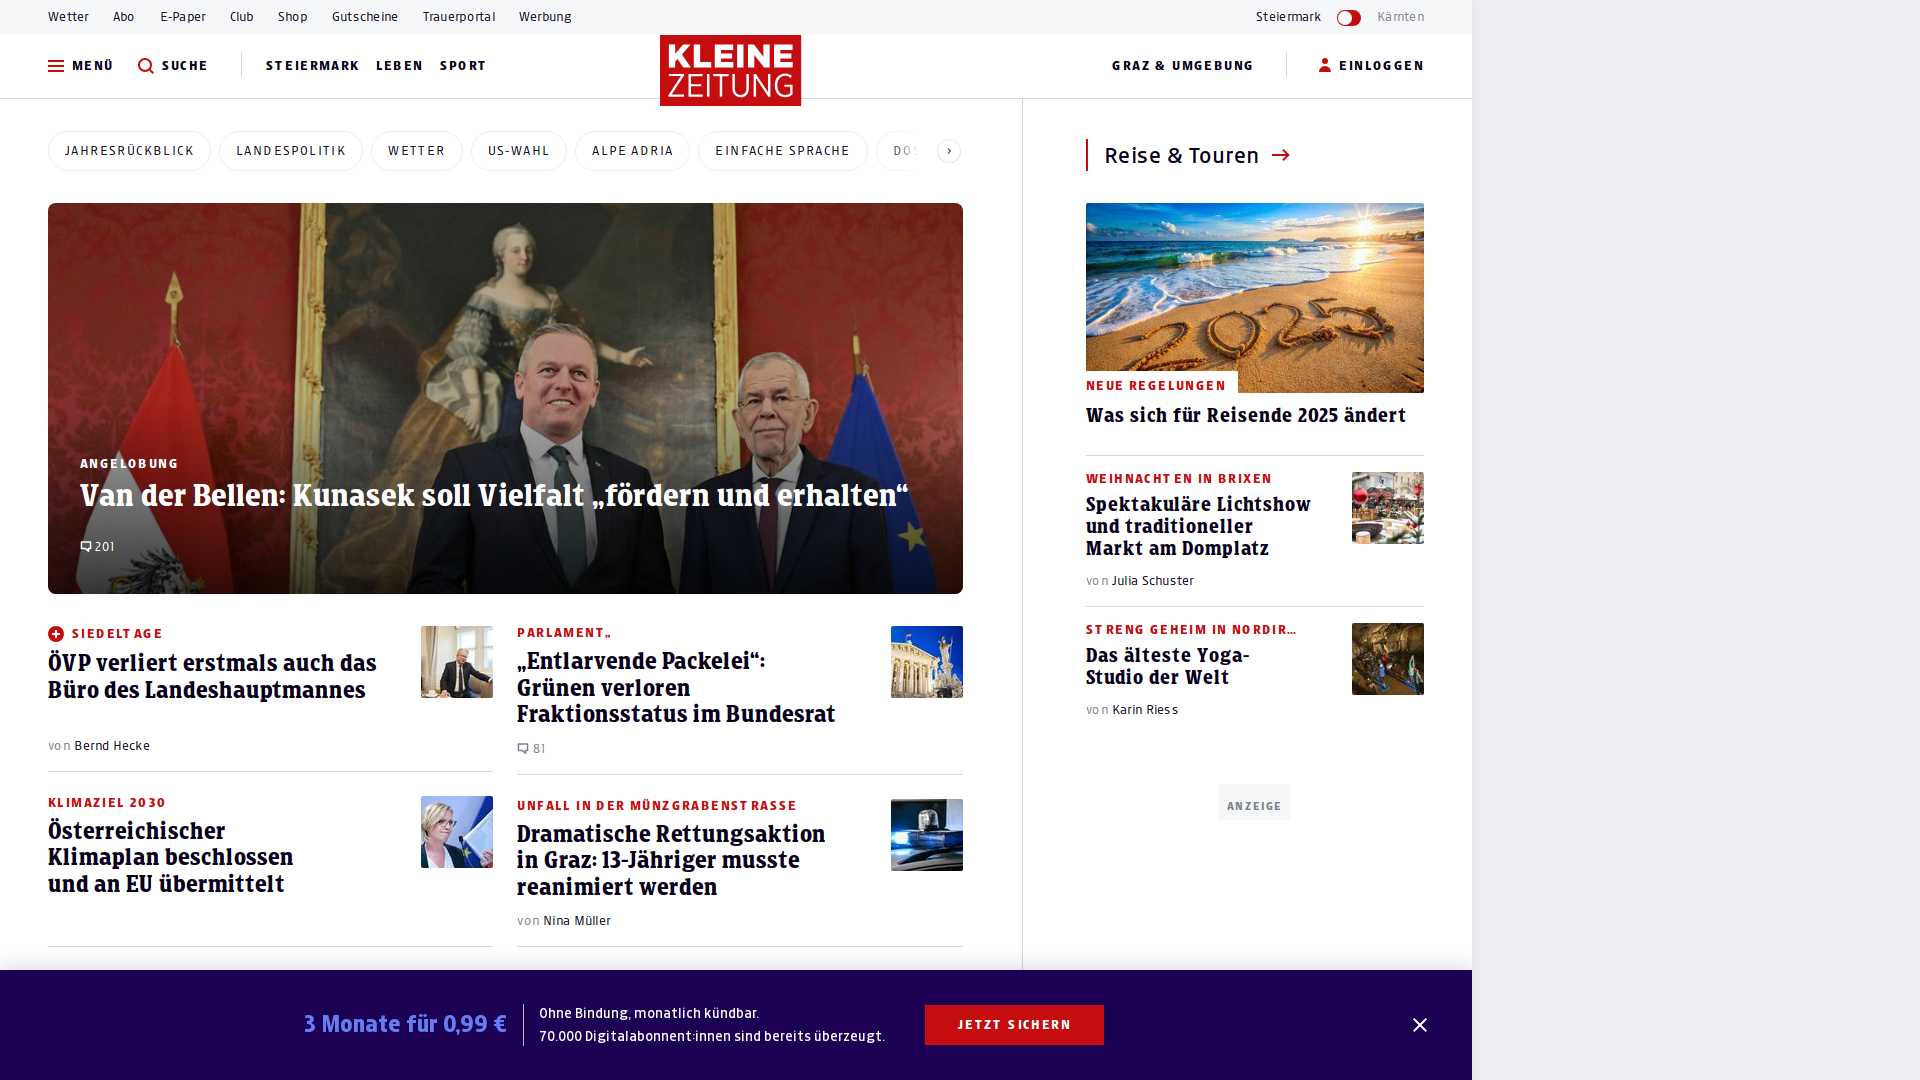 Wetter Abo E-Paper Club Shop Gutscheine Trauerportal Werbung
Steiermark Kärnten
MENÜ SUCHE STEIERMARK LEBEN SPORT
KLEINE
ZEITUNG
GRAZ & UMGEBUNG EINLOGGEN
JAHRESRÜCKBLICK LANDESPOLITIK WETTER US-WAHL ALPE ADRIA EINFACHE SPRACHE
ANGELOBUNG
Van der Bellen: Kunasek soll Vielfalt „fördern und erhalten“
201
SIEDELTAGE
ÖVP verliert erstmals auch das
Büro des Landeshauptmannes
von Bernd Hecke
PARLAMENT„
„Entlarvende Packelei“:
Grünen verloren
Fraktionsstatus im Bundesrat
81
KLIMAZIEL 2030
Österreichischer
Klimaplan beschlossen
und an EU übermittelt
UNFALL IN DER MÜNZGRABENSTRASSE
Dramatische Rettungsaktion
in Graz: 13-Jähriger musste
reanimiert werden
von Nina Müller
Reise & Touren
2025
NEUE REGELUNGEN
Was sich für Reisende 2025 ändert
WEIHNACHTEN IN BRIXEN
Spektakuläre Lichtshow
und traditioneller
Markt am Domplatz
von Julia Schuster
STRENG GEHEIM IN NORDIR…
Das älteste Yoga-
Studio der Welt
von Karin Riess
ANZEIGE
3 Monate für 0,99 €
Ohne Bindung, monatlich kündbar.
70.000 Digitalabonnent:innen sind bereits überzeugt.
JETZT SICHERN